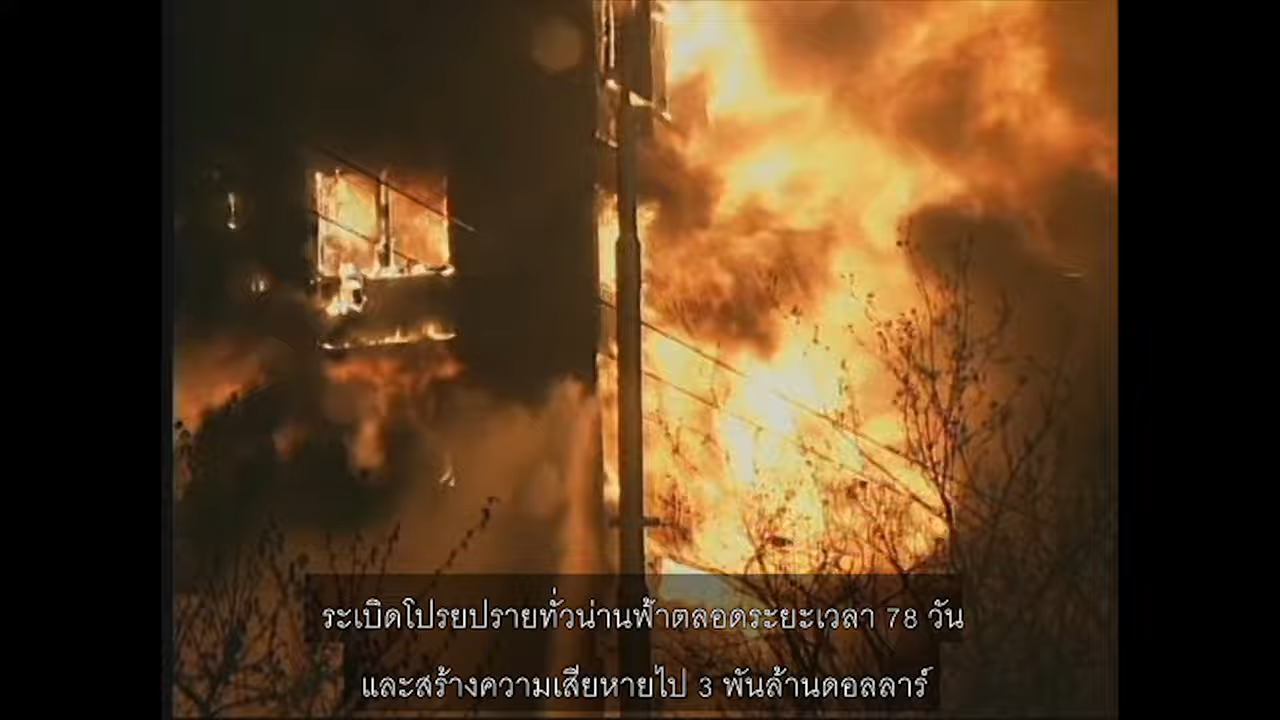 ระเบิดโปรยปรายทั่วน่านฟ้าตลอดระยะเวลา 78 วัน
และสร้างความเสียหายไป 3 พันล้านดอลลาร์